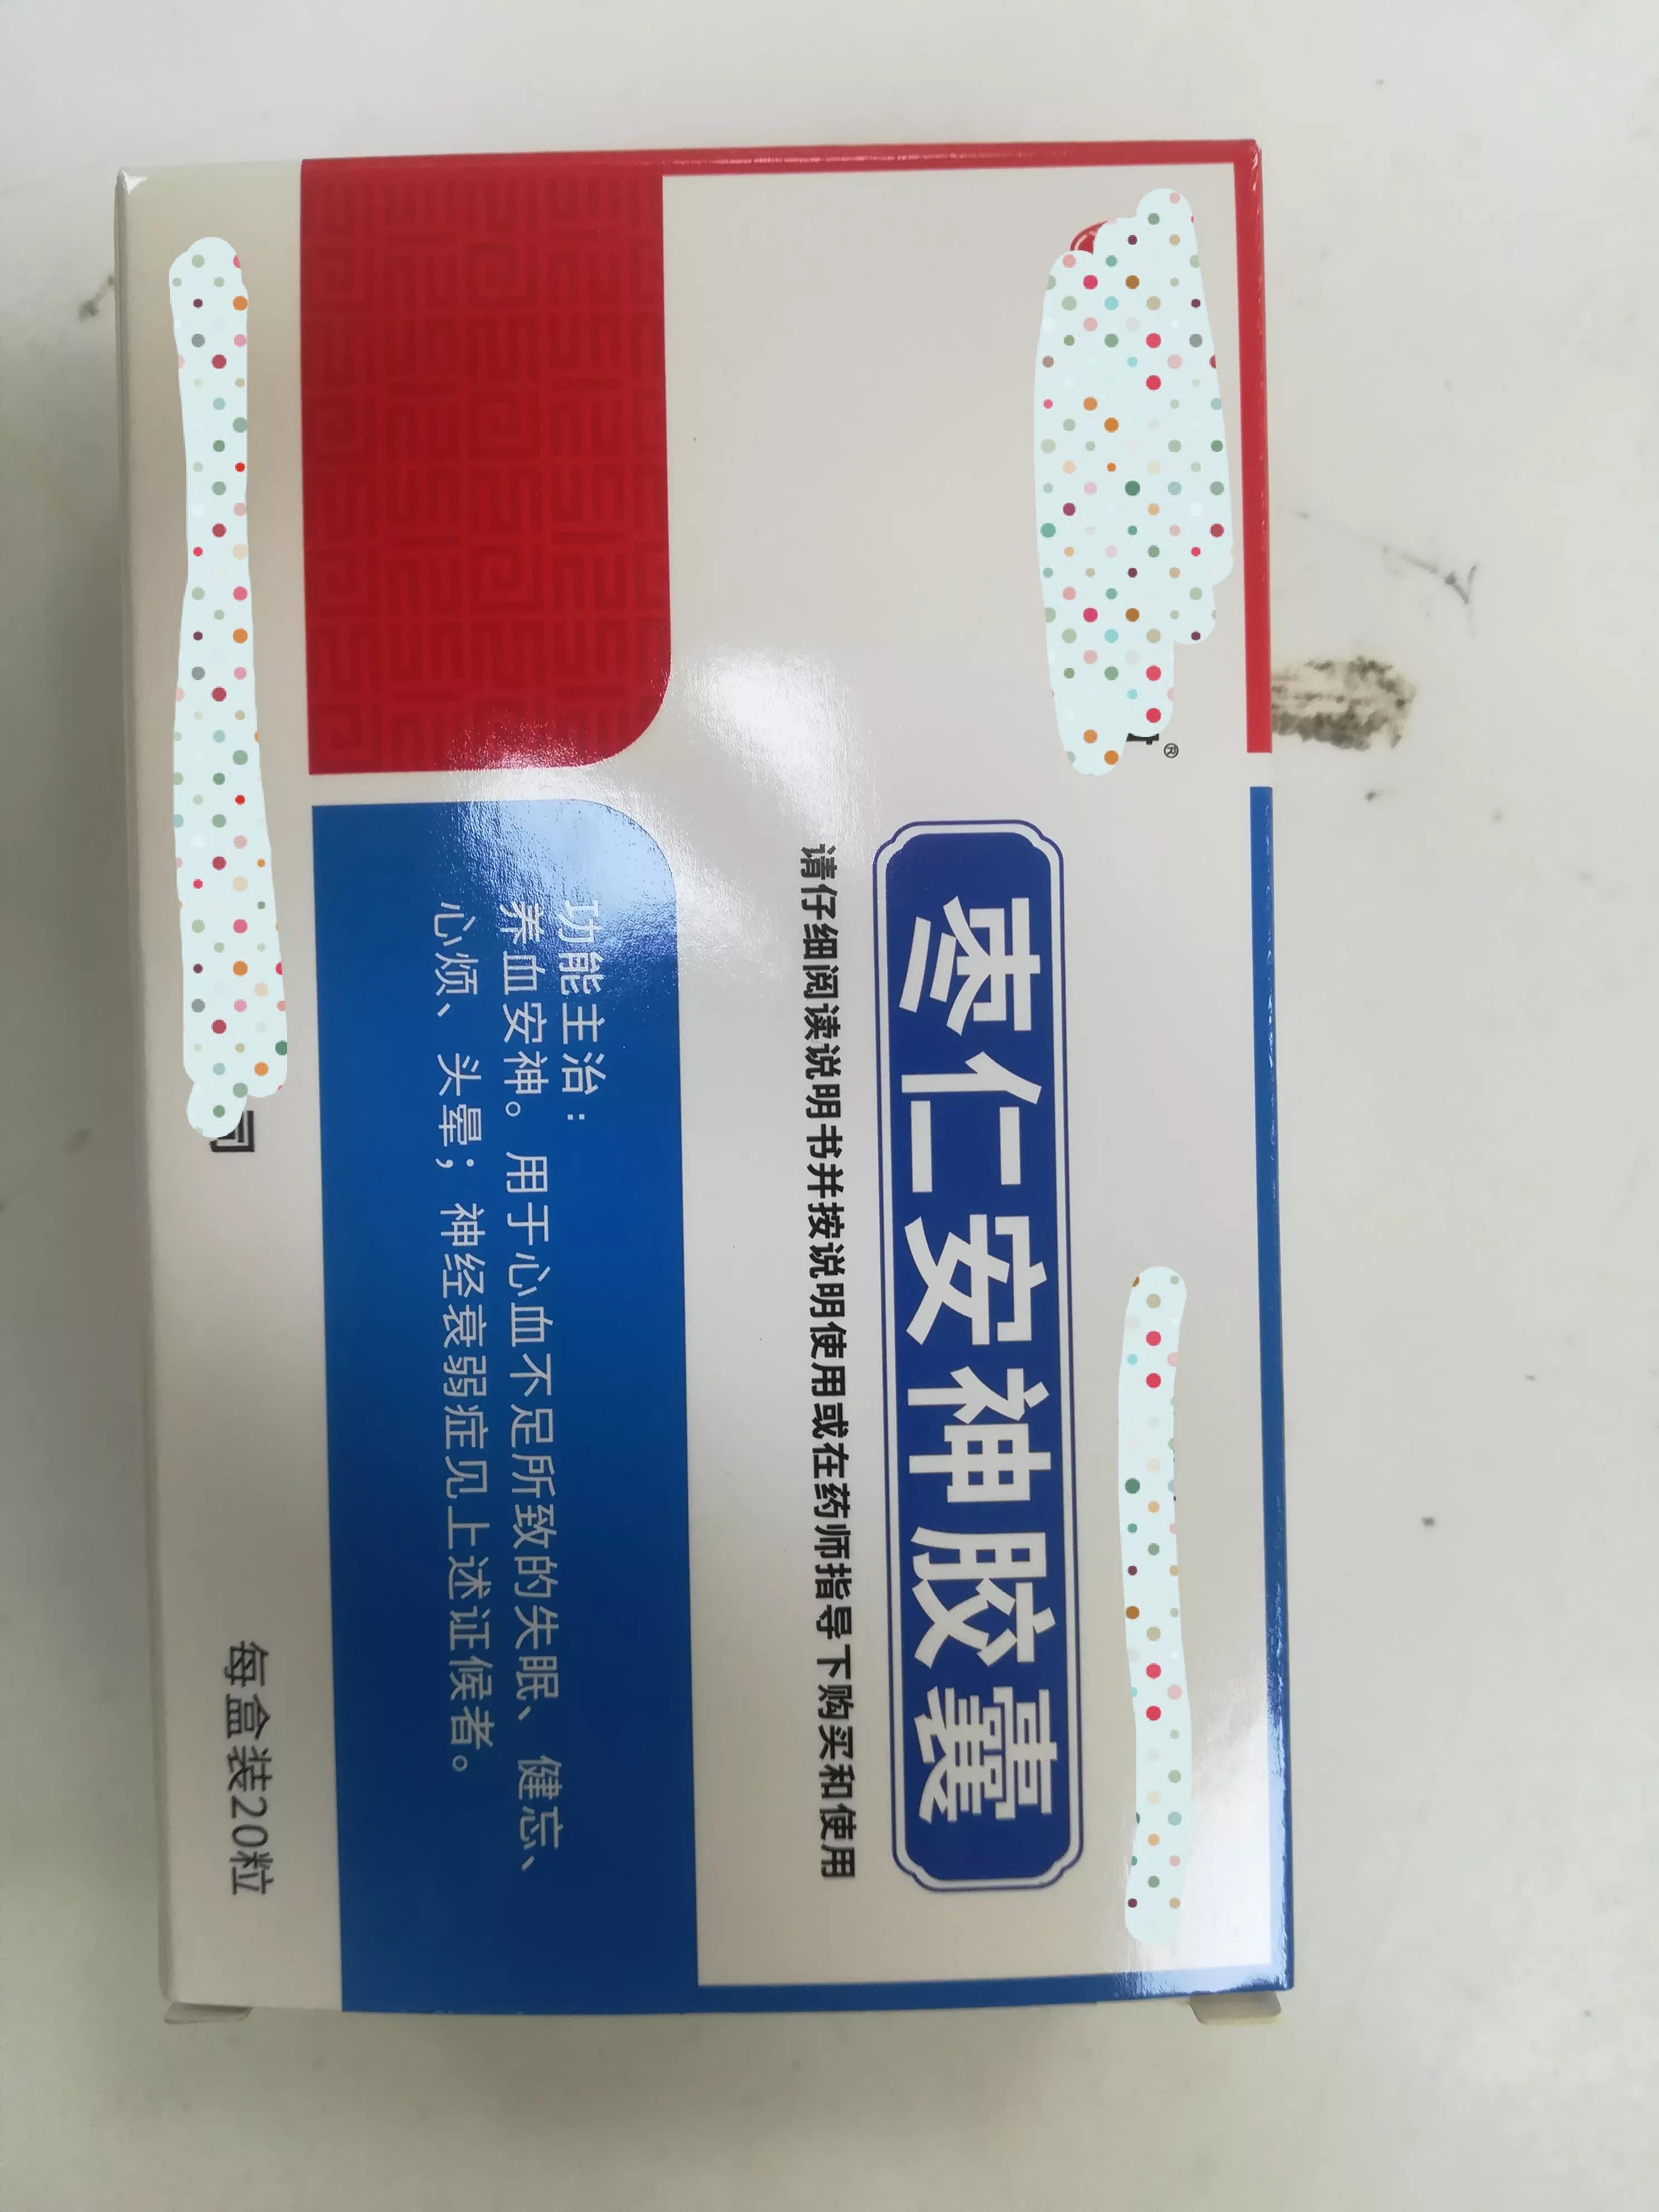 ®
枣仁安神胶囊
请仔细阅读说明书并按说明使用或在药师指导下购买和使用
功能主治：
养血安神。用于心血不足所致的失眠、健忘、
心烦、头晕；神经衰弱症见上述证候者。
司
每盒装20粒